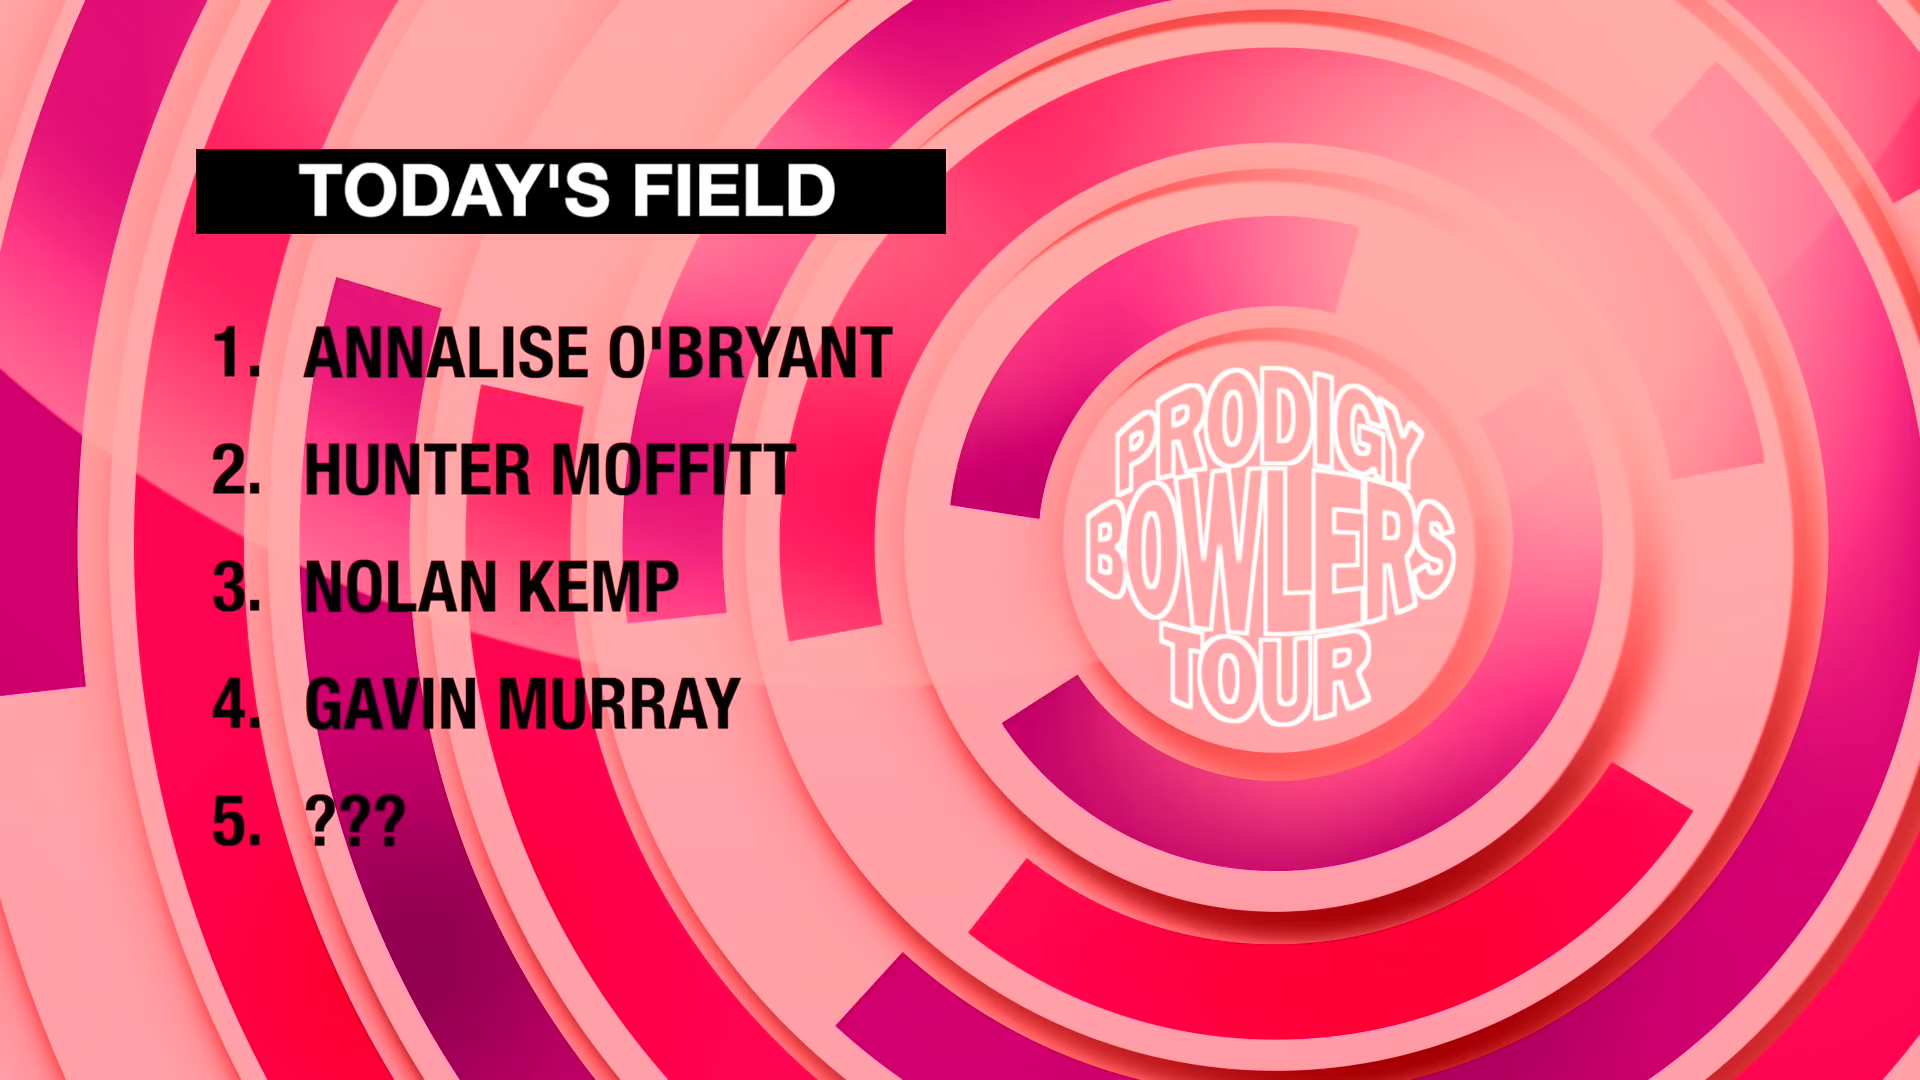 TODAY'S FIELD
1. ANNALISE O'BRYANT
2. HUNTER MOFFITT
3. NOLAN KEMP
4. GAVIN MURRAY
5. ???
PRODIGY
BOWLERS
TOUR